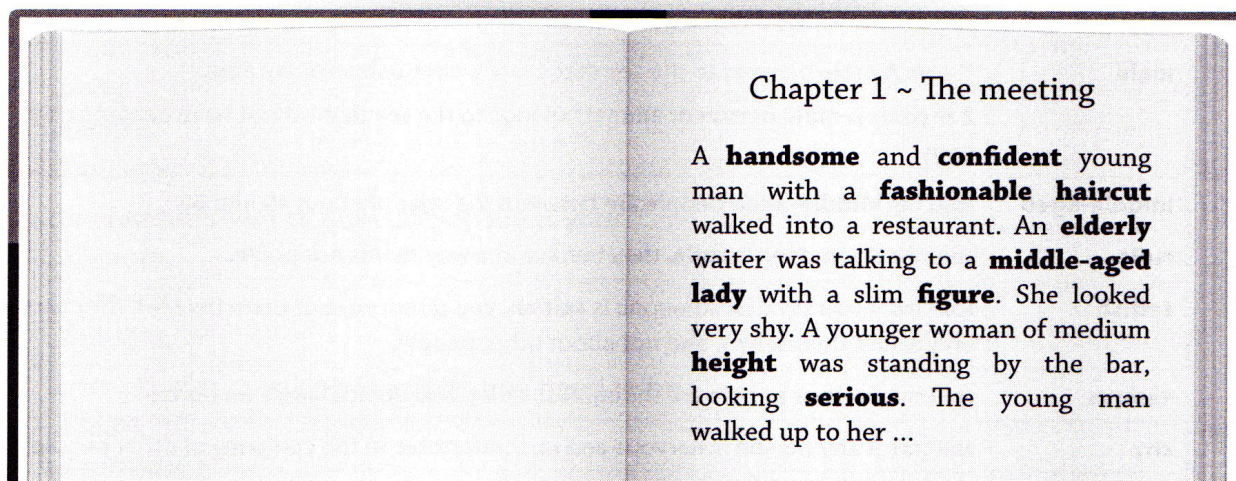 Chapter 1 ~ The meeting
A handsome and confident young
man with a fashionable haircut
walked into a restaurant. An elderly
waiter was talking to a middle-aged
lady with a slim figure. She looked
very shy. A younger woman of medium
height was standing by the bar,
looking serious. The young man
walked up to her ...